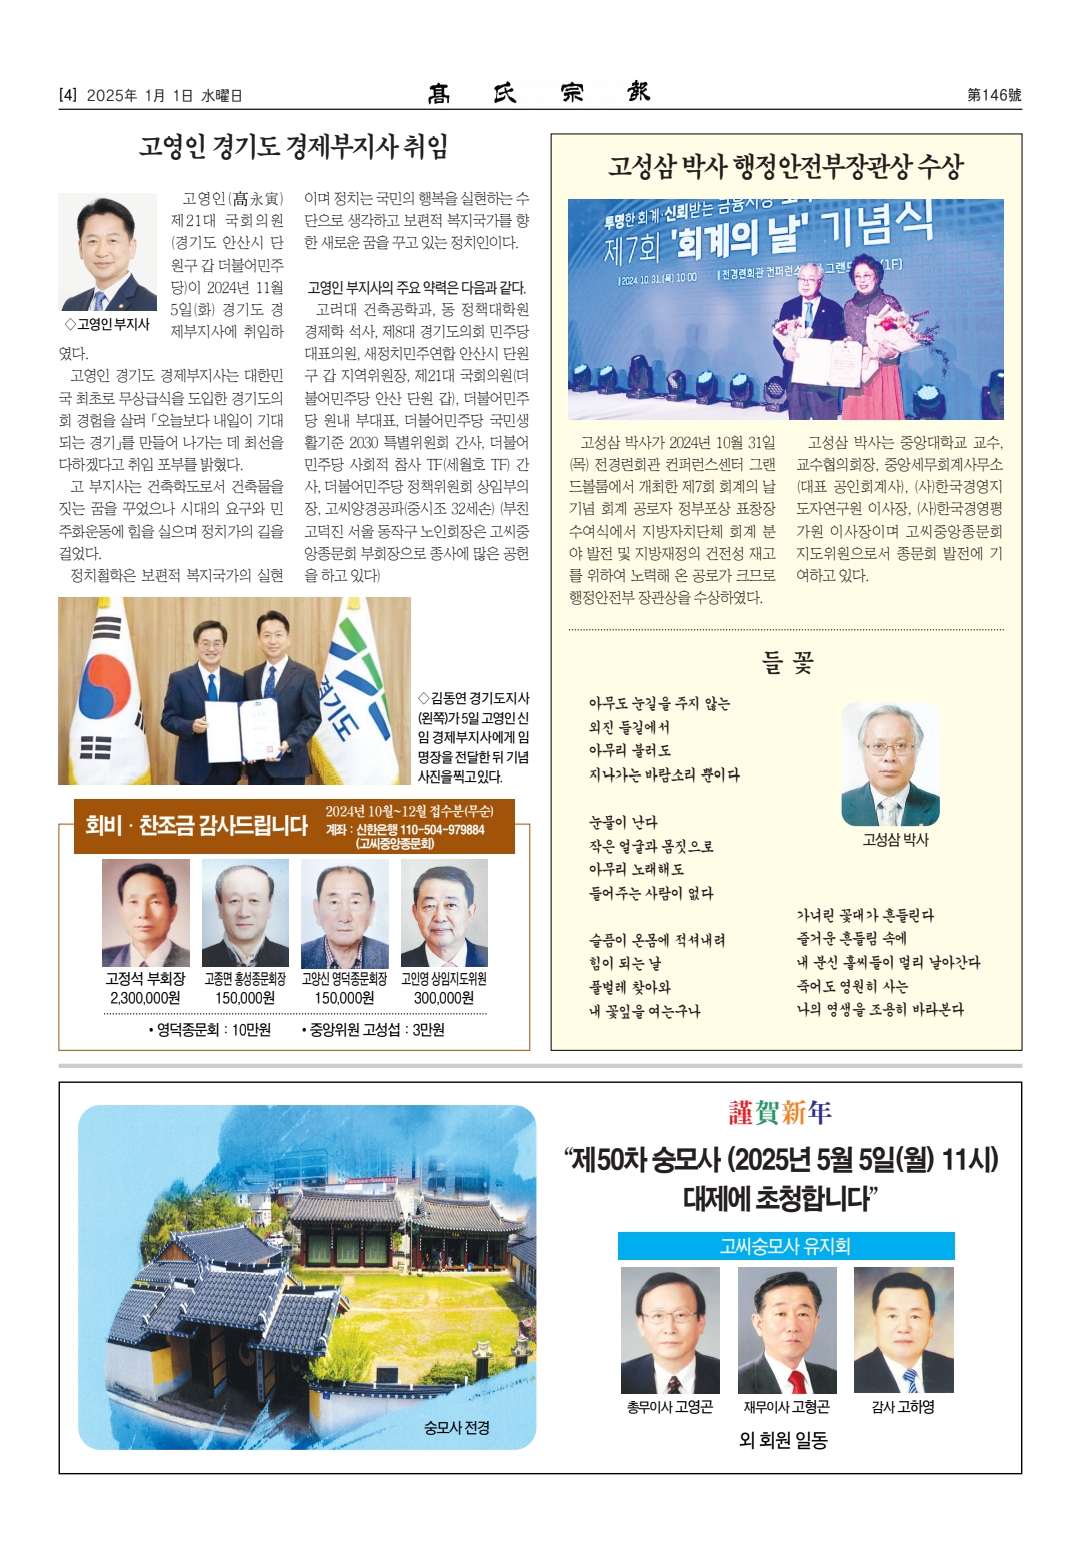 [4] 2025年 1月 1日 水曜日
髙氏宗報
第146號
고영인 경기도 경제부지사 취임
◇고영인 부지사
고영인(髙永寅)
제21대 국회의원
(경기도 안산시 단
원구 갑 더불어민주
당)이 2024년 11월
5일(화) 경기도 경
제부지사에 취임하
였다.
고영인 경기도 경제부지사는 대한민
국 최초로 무상급식을 도입한 경기도의
회 경험을 살려 「오늘보다 내일이 기대
되는 경기」를 만들어 나가는 데 최선을
다하겠다고 취임 포부를 밝혔다.
고 부지사는 건축학도로서 건축물을
짓는 꿈을 꾸었으나 시대의 요구와 민
주화운동에 힘을 실으며 정치가의 길을
걸었다.
정치철학은 보편적 복지국가의 실현
이며 정치는 국민의 행복을 실현하는 수
단으로 생각하고 보편적 복지국가를 향
한 새로운 꿈을 꾸고 있는 정치인이다.
고영인 부지사의 주요 약력은 다음과 같다.
고려대 건축공학과, 동 정책대학원
경제학 석사, 제8대 경기도의회 민주당
대표의원, 새정치민주연합 안산시 단원
구 갑 지역위원장, 제21대 국회의원(더
불어민주당 안산 단원 갑), 더불어민주
당 원내 부대표, 더불어민주당 국민생
활기준 2030 특별위원회 간사, 더불어
민주당 사회적 참사 TF(세월호 TF) 간
사, 더불어민주당 정책위원회 상임부의
장, 고씨양경공파(중시조 32세손) (부친
고덕진 서울 동작구 노인회장은 고씨중
앙종문회 부회장으로 종사에 많은 공헌
을 하고 있다)
경기도
◇김동연 경기도지사
(왼쪽)가 5일 고영인 신
임 경제부지사에게 임
명장을 전달한 뒤 기념
사진을 찍고 있다.
회비·찬조금 감사드립니다
2024년 10월~12월 접수분(무순)
계좌 : 신한은행 110-504-979884
(고씨중앙종문회)
고정석 부회장
2,300,000원
고종면 홍성종문회장
150,000원
고양신 영덕종문회장
150,000원
고인영 상임지도위원
300,000원
• 영덕종문회 : 10만원
• 중앙위원 고성섭 : 3만원
고성삼 박사 행정안전부장관상 수상
투명한 회계·신뢰받는 금융시장
제7회 '회계의 날' 기념식
2024. 10.31.(목) 10:00
고성삼 박사가 2024년 10월 31일
(목) 전경련회관 컨퍼런스센터 그랜
드볼룸에서 개최한 제7회 회계의 날
기념 회계 공로자 정부포상 표창장
수여식에서 지방자치단체 회계 분
야 발전 및 지방재정의 건전성 재고
를 위하여 노력해 온 공로가 크므로
행정안전부 장관상을 수상하였다.
고성삼 박사는 중앙대학교 교수,
교수협의회장, 중앙세무회계사무소
(대표 공인회계사), (사)한국경영지
도자연구원 이사장, (사)한국경영평
가원 이사장이며 고씨중앙종문회
지도위원으로서 종문회 발전에 기
여하고 있다.
들 꽃
아무도 눈길을 주지 않는
외진 들길에서
아무리 불러도
지나가는 바람소리 뿐이다
눈물이 난다
작은 얼굴과 몸짓으로
아무리 노래해도
들어주는 사람이 없다
슬픔이 온몸에 적셔내려
힘이 되는 날
풀벌레 찾아와
내 꽃잎을 여는구나
고성삼 박사
가녀린 꽃대가 흔들린다
즐거운 흔들림 속에
내 분신 홀씨들이 멀리 날아간다
죽어도 영원히 사는
나의 영생을 조용히 바라본다
숭모사 전경
謹賀新年
“제50차 숭모사 (2025년 5월 5일(월) 11시)
대제에 초청합니다”
고씨숭모사 유지회
총무이사 고영곤
재무이사 고형곤
감사 고하영
외 회원 일동